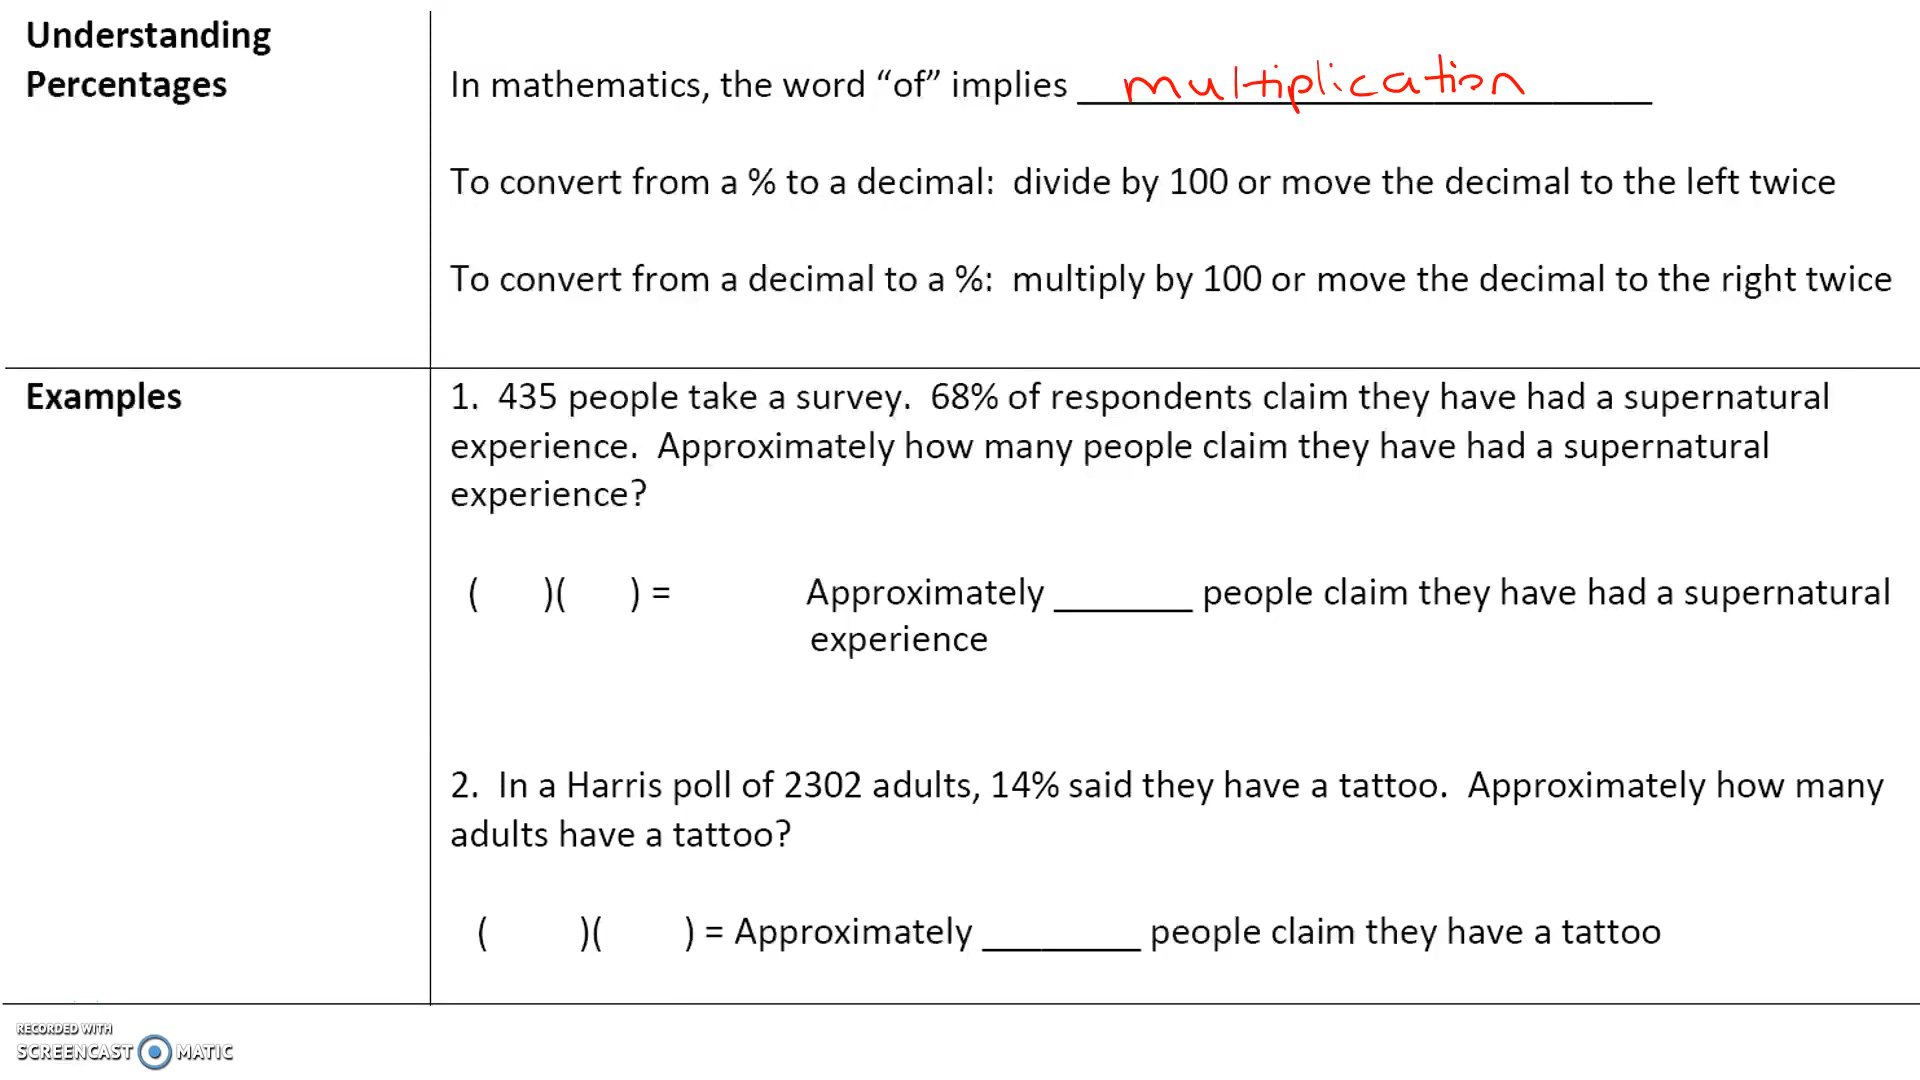 Understanding
Percentages
In mathematics, the word “of” implies multiplication
To convert from a % to a decimal: divide by 100 or move the decimal to the left twice
To convert from a decimal to a %: multiply by 100 or move the decimal to the right twice
Examples
1. 435 people take a survey. 68% of respondents claim they have had a supernatural
experience. Approximately how many people claim they have had a supernatural
experience?
( )( ) = Approximately _______ people claim they have had a supernatural
experience
2. In a Harris poll of 2302 adults, 14% said they have a tattoo. Approximately how many
adults have a tattoo?
( )( ) = Approximately ________ people claim they have a tattoo
RECORDED WITH
SCREENCAST MATIC